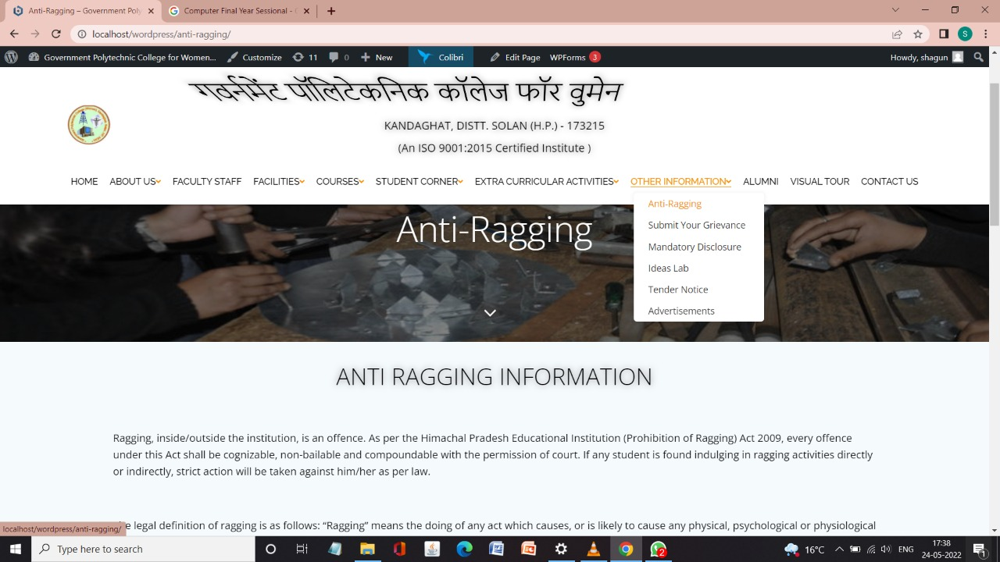 Anti-Ragging – Government Poly
Computer Final Year Sessional -
localhost/wordpress/anti-ragging/
S
Government Polytechnic College for Women...
Customize
11
0
New
Colibri
Edit Page
WPForms 3
Howdy, shagun
गवर्नमेंट पॉलिटेकनिक कॉलेज फॉर वुमेन
KANDAGHAT, DISTT. SOLAN (H.P.) - 173215
(An ISO 9001:2015 Certified Institute )
HOME ABOUT US FACULTY STAFF FACILITIES COURSES STUDENT CORNER EXTRA CURRICULAR ACTIVITIES OTHER INFORMATION ALUMNI VISUAL TOUR CONTACT US
Anti-Ragging
Submit Your Grievance
Mandatory Disclosure
Ideas Lab
Tender Notice
Advertisements
Anti-Ragging
ANTI RAGGING INFORMATION
Ragging, inside/outside the institution, is an offence. As per the Himachal Pradesh Educational Institution (Prohibition of Ragging) Act 2009, every offence
under this Act shall be cognizable, non-bailable and compoundable with the permission of court. If any student is found indulging in ragging activities directly
or indirectly, strict action will be taken against him/her as per law.
legal definition of ragging is as follows: “Ragging” means the doing of any act which causes, or is likely to cause any physical, psychological or physiological
localhost/wordpress/anti-ragging/
Type here to search
2
16°C
ENG
17:38
24-05-2022
1